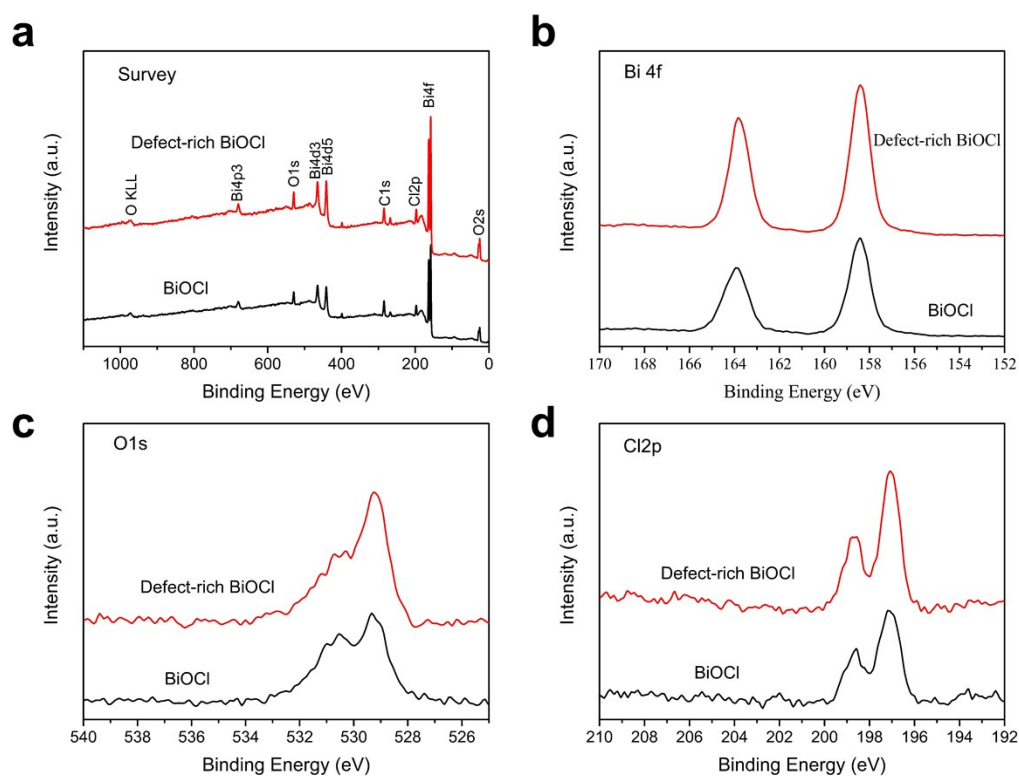 a
Survey
Defect-rich BiOCl
BiOCl
O KLL
Bi4p3
O1s
Bi4d3
Bi4d5
C1s
Cl2p
Bi4f
O2s
Intensity (a.u.)
1000 800 600 400 200 0
Binding Energy (eV)
b
Bi 4f
Defect-rich BiOCl
BiOCl
Intensity (a.u.)
170 168 166 164 162 160 158 156 154 152
Binding Energy (eV)
c
O1s
Defect-rich BiOCl
BiOCl
Intensity (a.u.)
540 538 536 534 532 530 528 526
Binding Energy (eV)
d
Cl2p
Defect-rich BiOCl
BiOCl
Intensity (a.u.)
210 208 206 204 202 200 198 196 194 192
Binding Energy (eV)